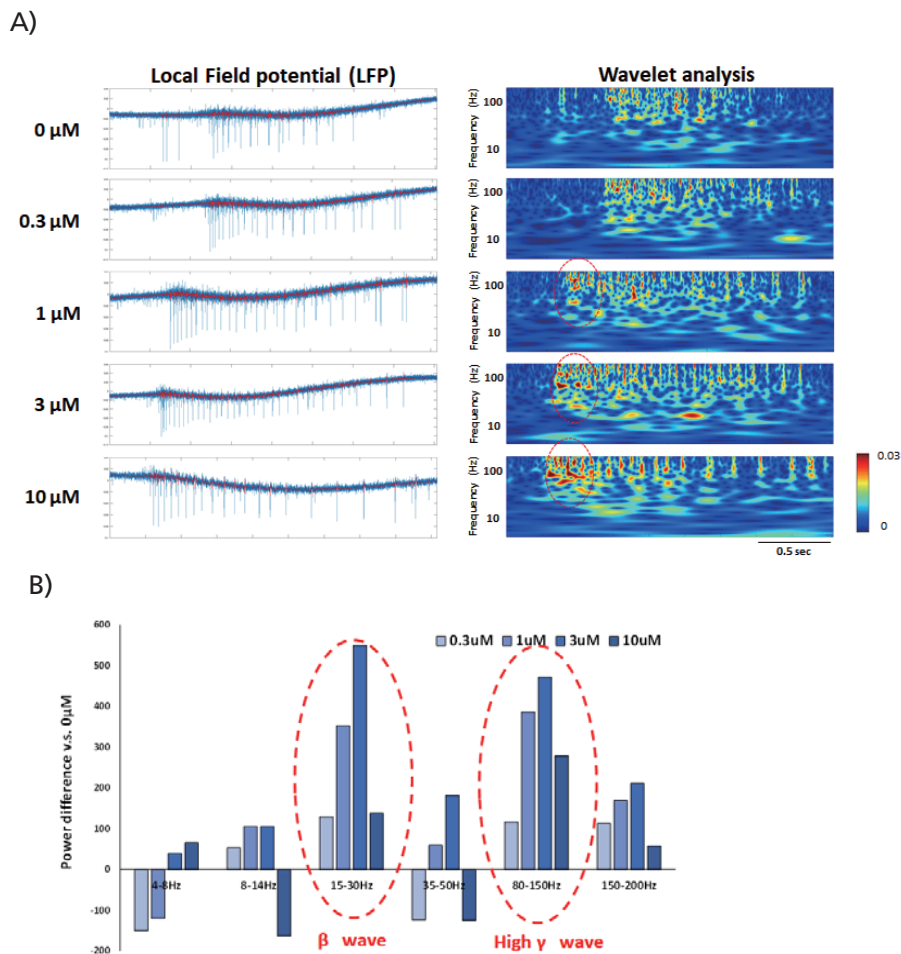 A)
Local Field potential (LFP)
Wavelet analysis
0 µM
Frequency (Hz)
100
10
0.3 µM
Frequency (Hz)
100
10
1 µM
Frequency (Hz)
100
10
3 µM
Frequency (Hz)
100
10
10 µM
Frequency (Hz)
100
10
0.03
0
0.5 sec
B)
Power difference v.s. 0µM
600
500
400
300
200
100
0
-100
-200
0.3uM 1uM 3uM 10uM
4-8Hz 8-14Hz 15-30Hz 35-50Hz 80-150Hz 150-200Hz
β wave High γ wave